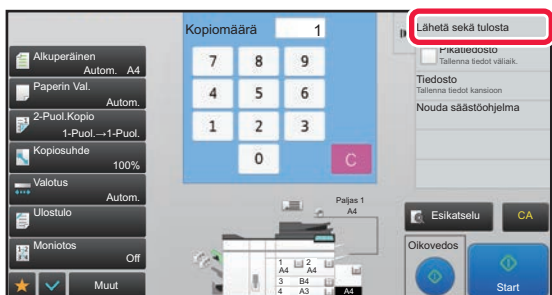 Kopiomäärä 1
Alkuperäinen
Autom. A4
Paperin Val.
Autom.
2-Puol.Kopio
1-Puol.→1-Puol.
Kopiosuhde
100%
Valotus
Autom.
Ulostulo
Moniotos
Off
Muut
7 8 9
4 5 6
1 2 3
0 C
Paljas 1
A4
1 2
A4 A4
3 B4
4 A3 A4
Lähetä sekä tulosta
Pikatiedosto
Tallenna tiedot väliaik.
Tiedosto
Tallenna tiedot kansioon
Nouda säästöohjelma
Esikatselu CA
Oikovedos
Start